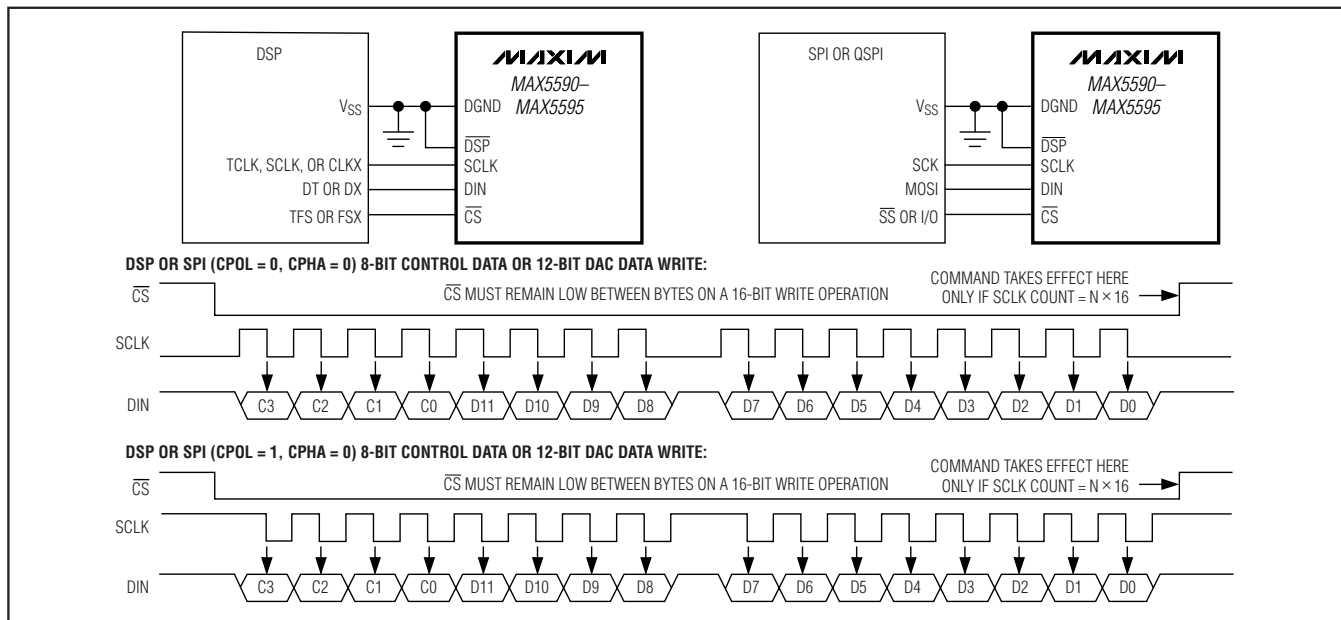 DSP
MAXIM
MAX5590–
MAX5595
VSS
DGND
DSP
TCLK, SCLK, OR CLKX
SCLK
DT OR DX
DIN
TFS OR FSX
CS
SPI OR QSPI
MAXIM
MAX5590–
MAX5595
VSS
DGND
DSP
SCK
SCLK
MOSI
DIN
SS OR I/O
CS
DSP OR SPI (CPOL = 0, CPHA = 0) 8-BIT CONTROL DATA OR 12-BIT DAC DATA WRITE:
COMMAND TAKES EFFECT HERE
ONLY IF SCLK COUNT = N × 16
CS
CS MUST REMAIN LOW BETWEEN BYTES ON A 16-BIT WRITE OPERATION
SCLK
DIN
C3 C2 C1 C0 D11 D10 D9 D8 D7 D6 D5 D4 D3 D2 D1 D0
DSP OR SPI (CPOL = 1, CPHA = 0) 8-BIT CONTROL DATA OR 12-BIT DAC DATA WRITE:
COMMAND TAKES EFFECT HERE
ONLY IF SCLK COUNT = N × 16
CS
CS MUST REMAIN LOW BETWEEN BYTES ON A 16-BIT WRITE OPERATION
SCLK
DIN
C3 C2 C1 C0 D11 D10 D9 D8 D7 D6 D5 D4 D3 D2 D1 D0